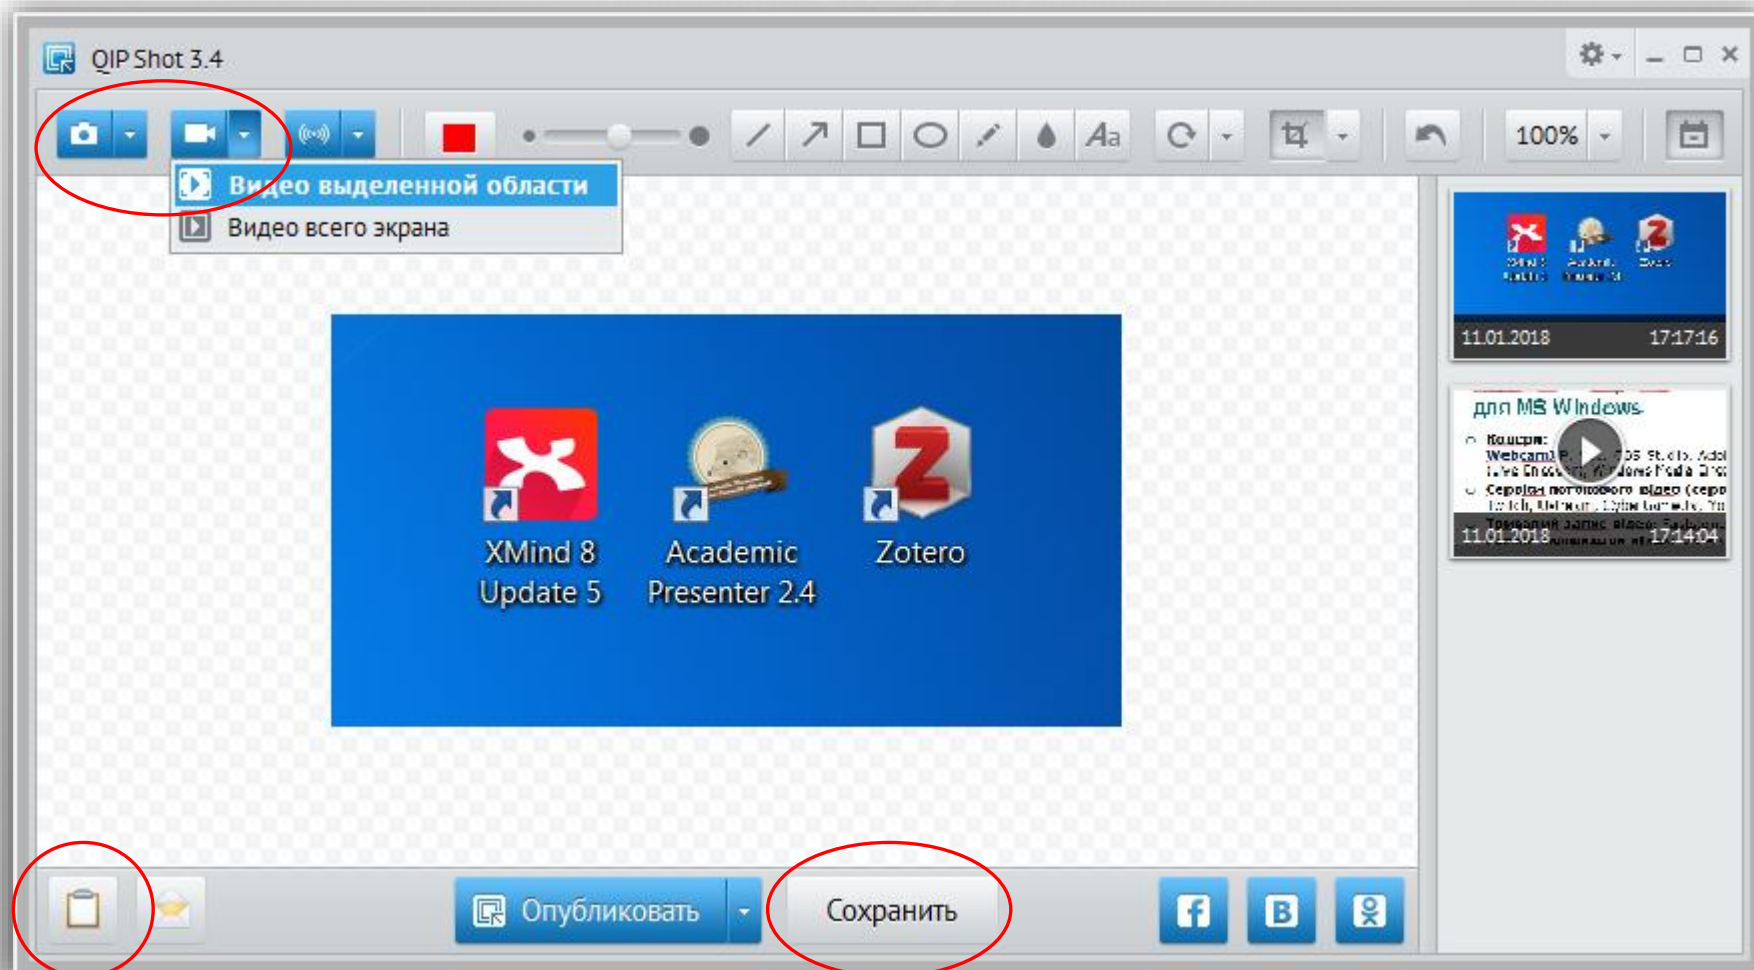 QIP Shot 3.4
Aa
100%
Видео выделенной области
Видео всего экрана
XMind 8
Update 5
Academic
Presenter 2.4
Zotero
11.01.2018 17:17:16
для MS Windows
11.01.2018 17:14:04
Опубликовать
Сохранить